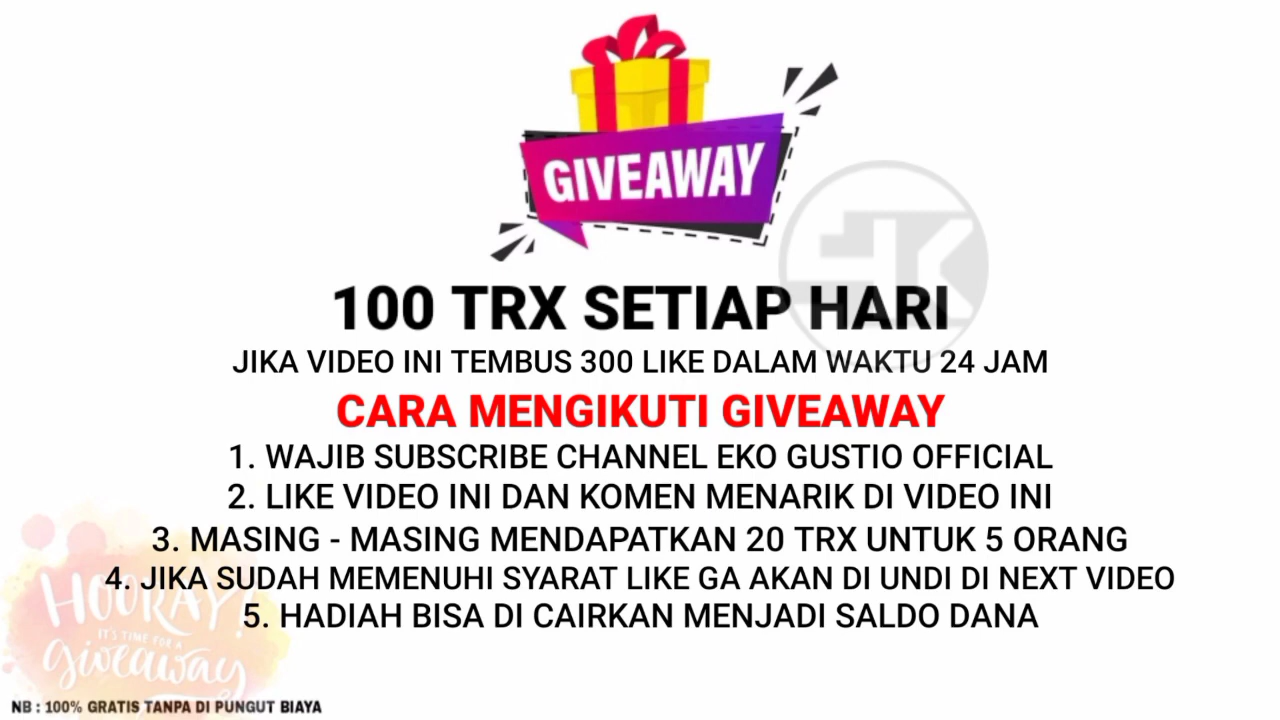 GIVEAWAY
100 TRX SETIAP HARI
JIKA VIDEO INI TEMBUS 300 LIKE DALAM WAKTU 24 JAM
CARA MENGIKUTI GIVEAWAY
1. WAJIB SUBSCRIBE CHANNEL EKO GUSTIO OFFICIAL
2. LIKE VIDEO INI DAN KOMEN MENARIK DI VIDEO INI
3. MASING - MASING MENDAPATKAN 20 TRX UNTUK 5 ORANG
4. JIKA SUDAH MEMENUHI SYARAT LIKE GA AKAN DI UNDI DI NEXT VIDEO
5. HADIAH BISA DI CAIRKAN MENJADI SALDO DANA
HOORAY!
IT'S TIME FOR A
giveaway
NB : 100% GRATIS TANPA DI PUNGUT BIAYA